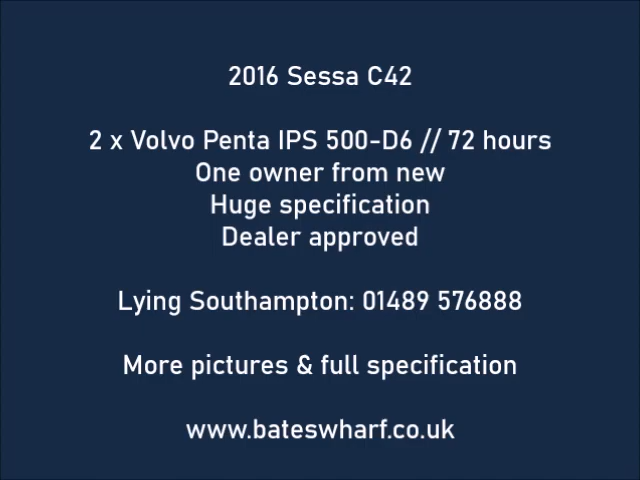 2016 Sessa C42
2 x Volvo Penta IPS 500-D6 // 72 hours
One owner from new
Huge specification
Dealer approved
Lying Southampton: 01489 576888
More pictures & full specification
www.bateswharf.co.uk